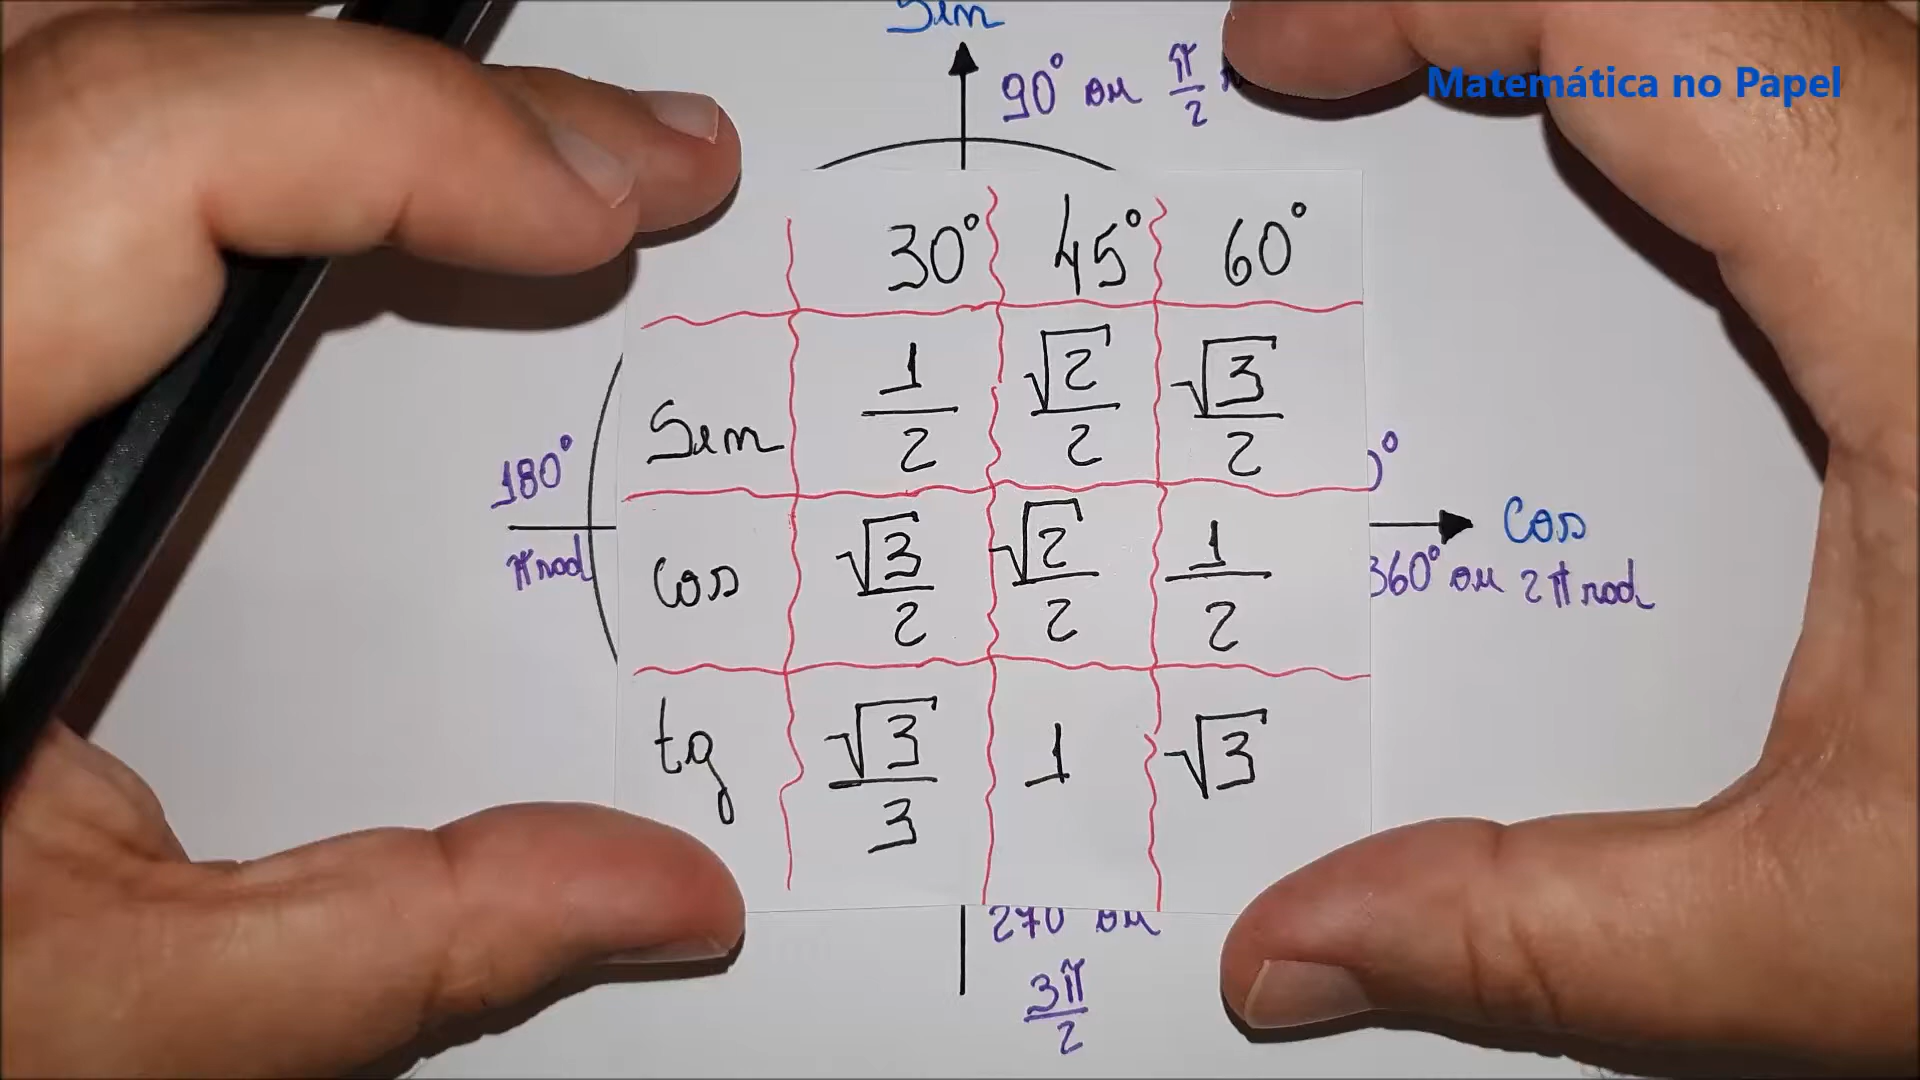 Sen
90° ou π/2
Matemática no Papel
30° 45° 60°
Sen 1/2 √2/2 √3/2
180° 0°
cos √3/2 √2/2 1/2
Cos
π rad 360° ou 2π rad
tg √3/3 1 √3
270 ou
3π/2